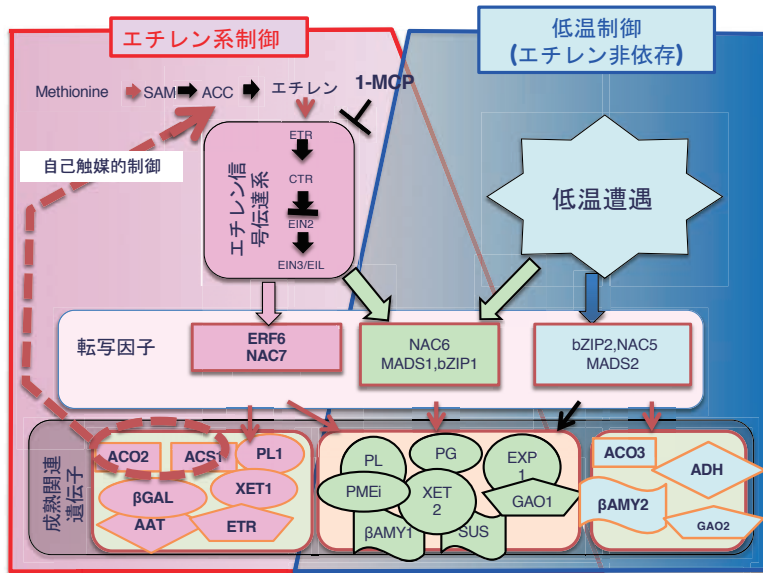 エチレン系制御
低温制御
(エチレン非依存)
Methionine
SAM
ACC
エチレン
1-MCP
自己触媒的制御
エチレン信
号伝達系
ETR
CTR
EIN2
EIN3/EIL
低温遭遇
転写因子
ERF6
NAC7
NAC6
MADS1,bZIP1
bZIP2,NAC5
MADS2
成熟関連
遺伝子
ACO2
ACS1
PL1
βGAL
XET1
AAT
ETR
PL
PG
EXP
1
PMEi
XET
2
GAO1
βAMY1
SUS
ACO3
ADH
βAMY2
GAO2